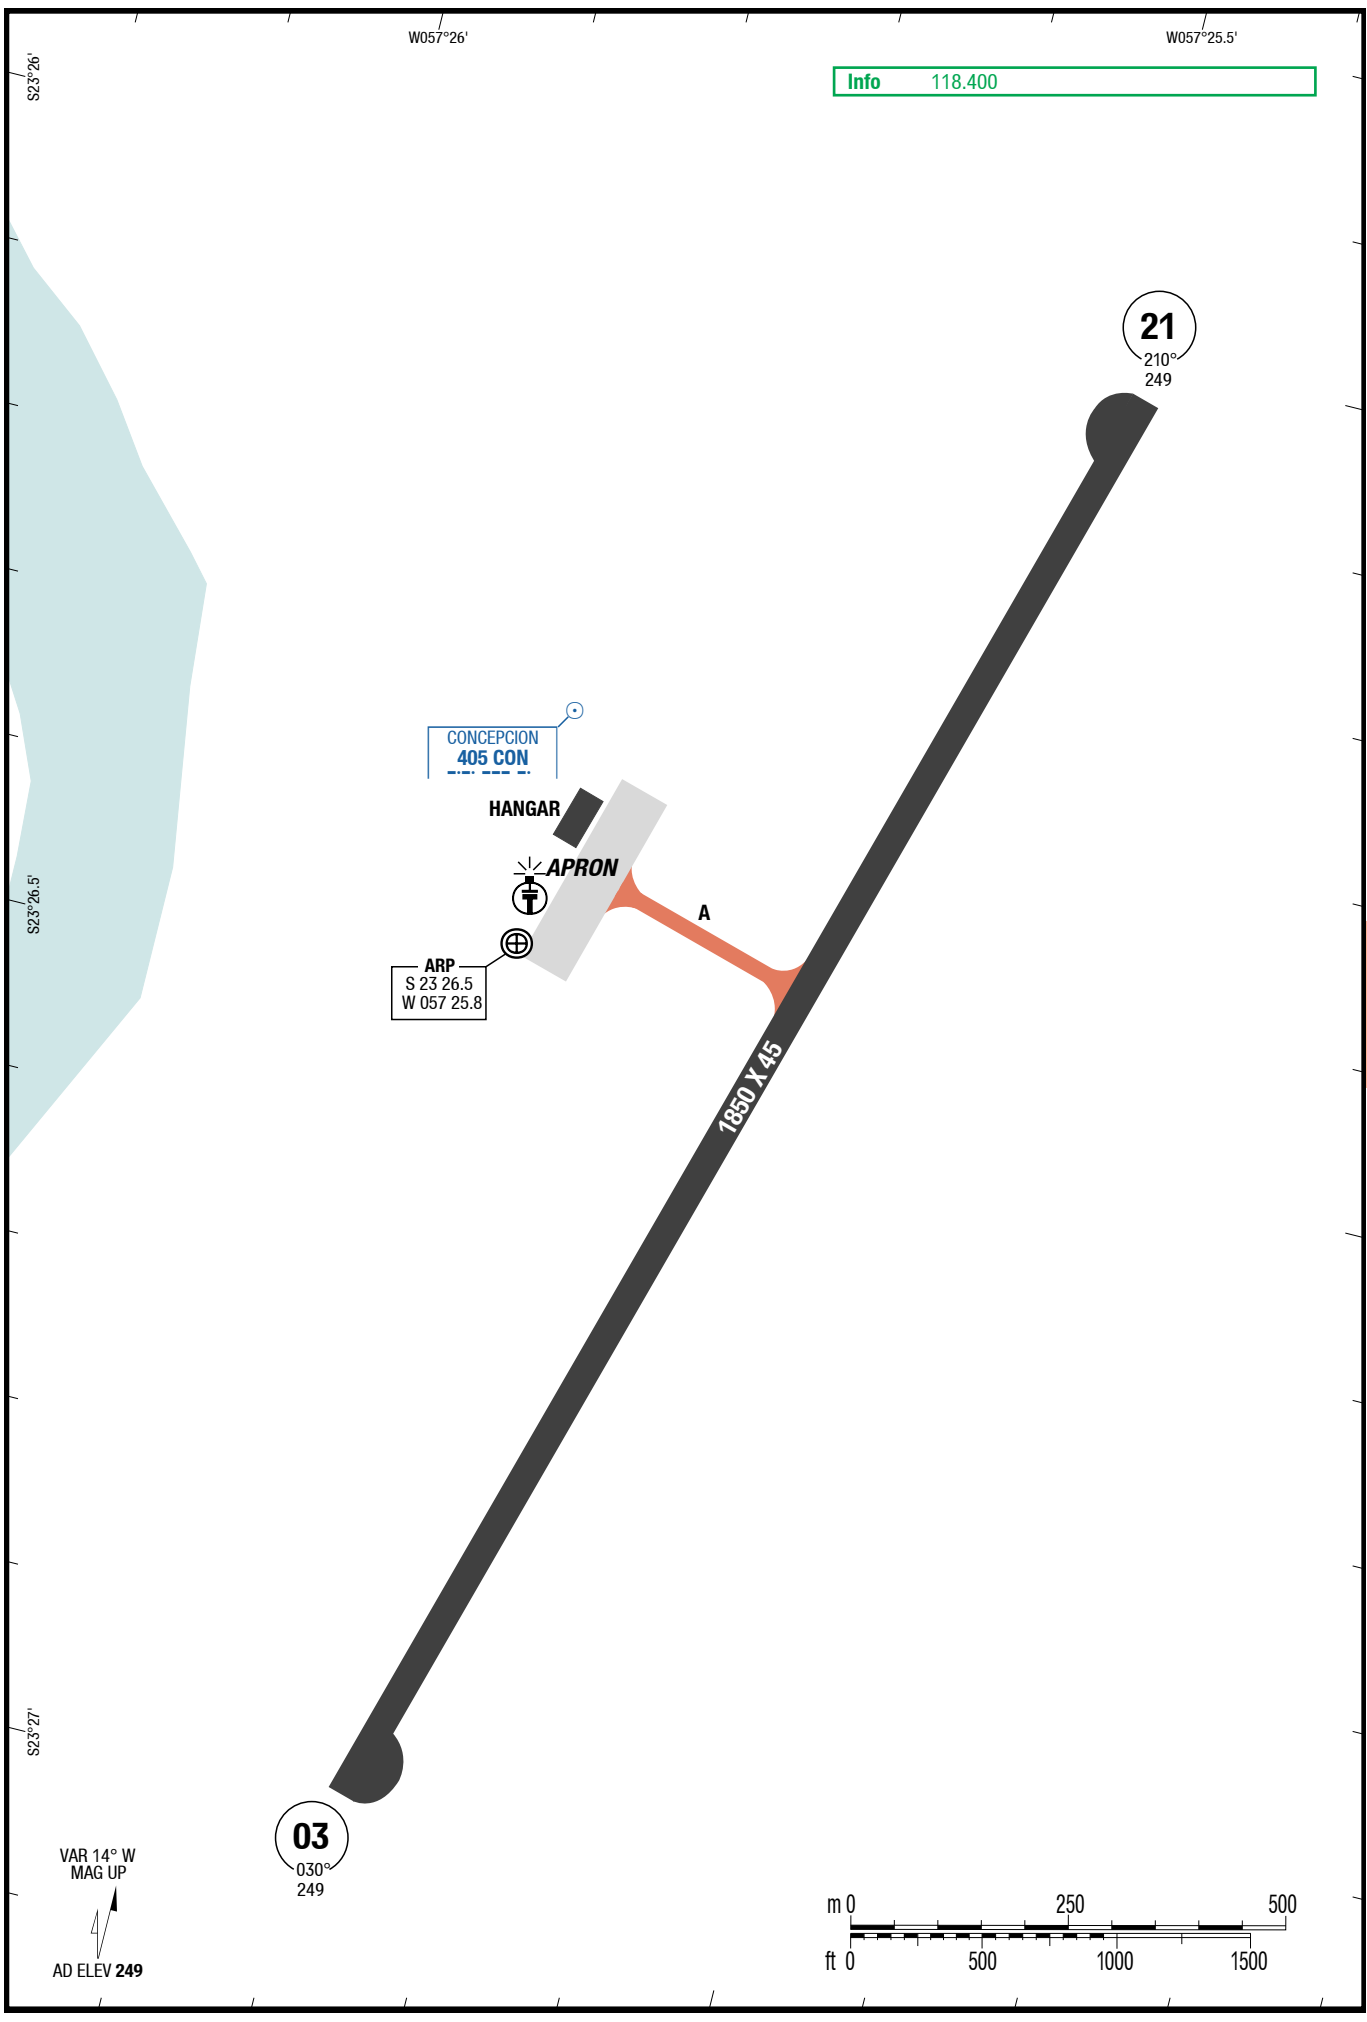 W057°26'
W057°25.5'
S23°26'
Info 118.400
21
210°
249
CONCEPCION
405 CON
HANGAR
APRON
A
S23°26.5'
ARP
S 23 26.5
W 057 25.8
1850 X 45
S23°27'
03
030°
249
VAR 14° W
MAG UP
AD ELEV 249
m 0 250 500
ft 0 500 1000 1500